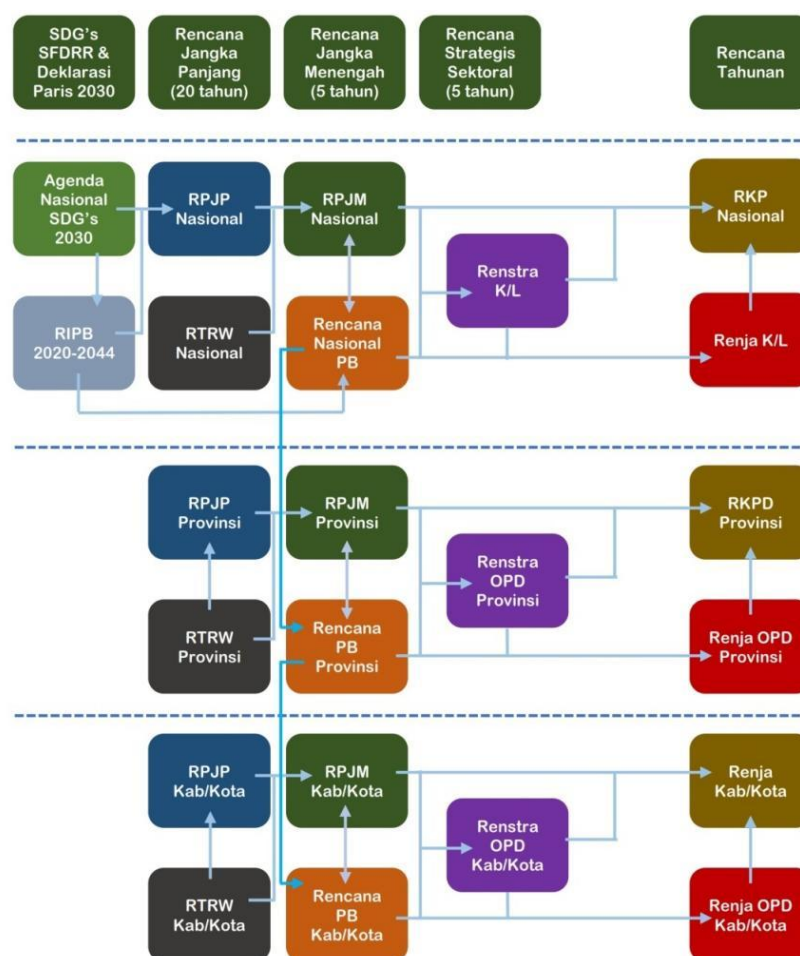 SDG's
SFDRR &
Deklarasi
Paris 2030
Rencana
Jangka
Panjang
(20 tahun)
Rencana
Jangka
Menengah
(5 tahun)
Rencana
Strategis
Sektoral
(5 tahun)
Rencana
Tahunan
Agenda
Nasional
SDG's
2030
RPJP
Nasional
RPJM
Nasional
RKP
Nasional
Renstra
K/L
RIPB
2020-2044
RTRW
Nasional
Rencana
Nasional
PB
Renja K/L
RPJP
Provinsi
RPJM
Provinsi
RKPD
Provinsi
Renstra
OPD
Provinsi
RTRW
Provinsi
Rencana
PB
Provinsi
Renja OPD
Provinsi
RPJP
Kab/Kota
RPJM
Kab/Kota
Renja
Kab/Kota
Renstra
OPD
Kab/Kota
RTRW
Kab/Kota
Rencana
PB
Kab/Kota
Renja OPD
Kab/Kota